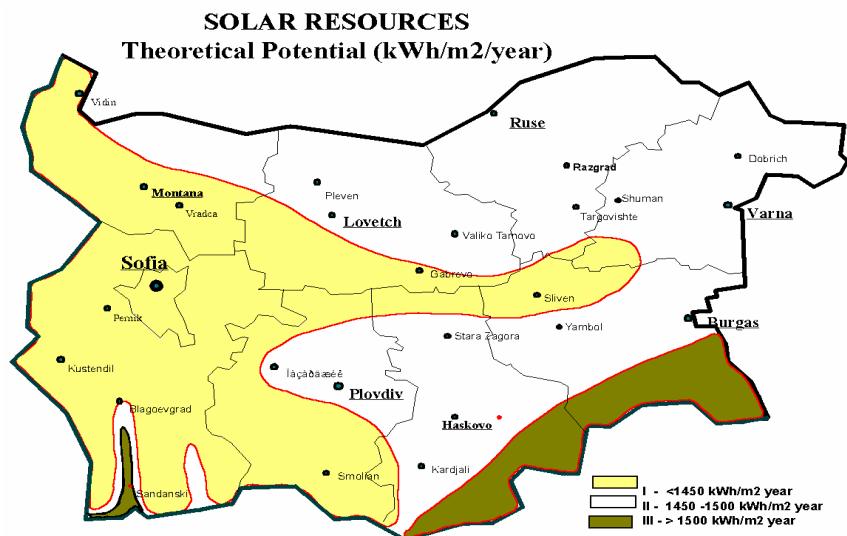 SOLAR RESOURCES
Theoretical Potential (kWh/m2/year)
Vidin
Ruse
Dobrich
Razgrad
Montana
Pleven
Shuman
Vradca
Targovishte
Varna
Lovetch
Valiko Tarnovo
Sofia
Gabrevo
Sliven
Pernik
Burgas
Yambol
Stara Zagora
Kustendil
Ìàçàðäæèê
Plovdiv
Blagoevgrad
Haskovo
Kardjali
Smolian
Sandanski
I - <1450 kWh/m2 year
II - 1450 -1500 kWh/m2 year
III - > 1500 kWh/m2 year